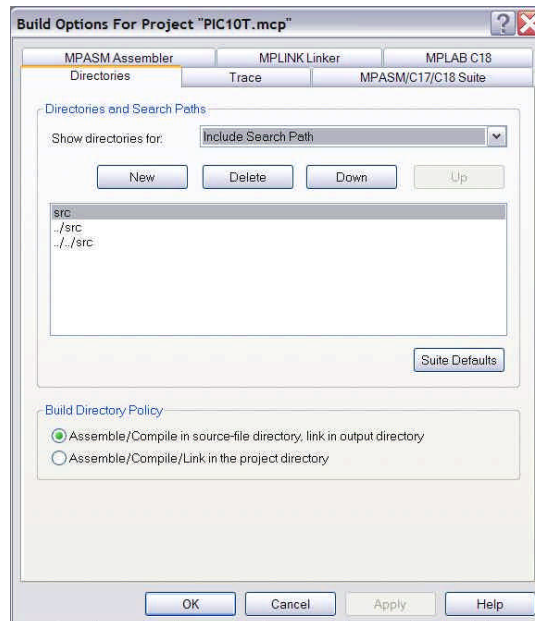 Build Options For Project "PIC10T.mcp"
MPASM Assembler MPLINK Linker MPLAB C18
Directories Trace MPASM/C17/C18 Suite
Directories and Search Paths
Show directories for: Include Search Path
New Delete Down Up
src
../src
../../src
Suite Defaults
Build Directory Policy
Assemble/Compile in source-file directory, link in output directory
Assemble/Compile/Link in the project directory
OK Cancel Apply Help